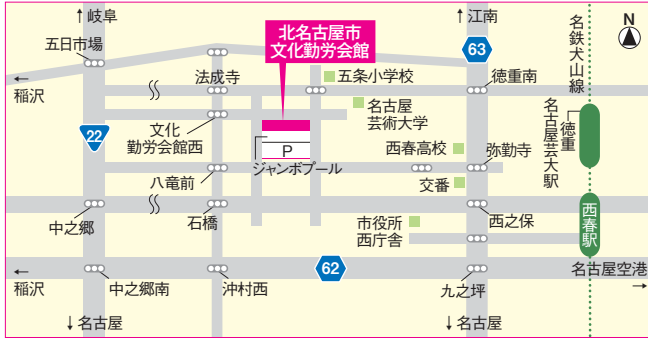 ↑岐阜
北名古屋市
文化勤労会館
↑江南
名鉄犬山線
N
五日市場
63
←
稲沢
法成寺
五条小学校
徳重南
22
文化
勤労会館西
名古屋
芸術大学
徳重
名古屋芸大駅
P
ジャンボプール
西春高校
弥勤寺
八竜前
交番
中之郷
石橋
市役所
西庁舎
西之保
西春駅
62
名古屋空港
→
←
稲沢
中之郷南
沖村西
九之坪
↓名古屋
↓名古屋